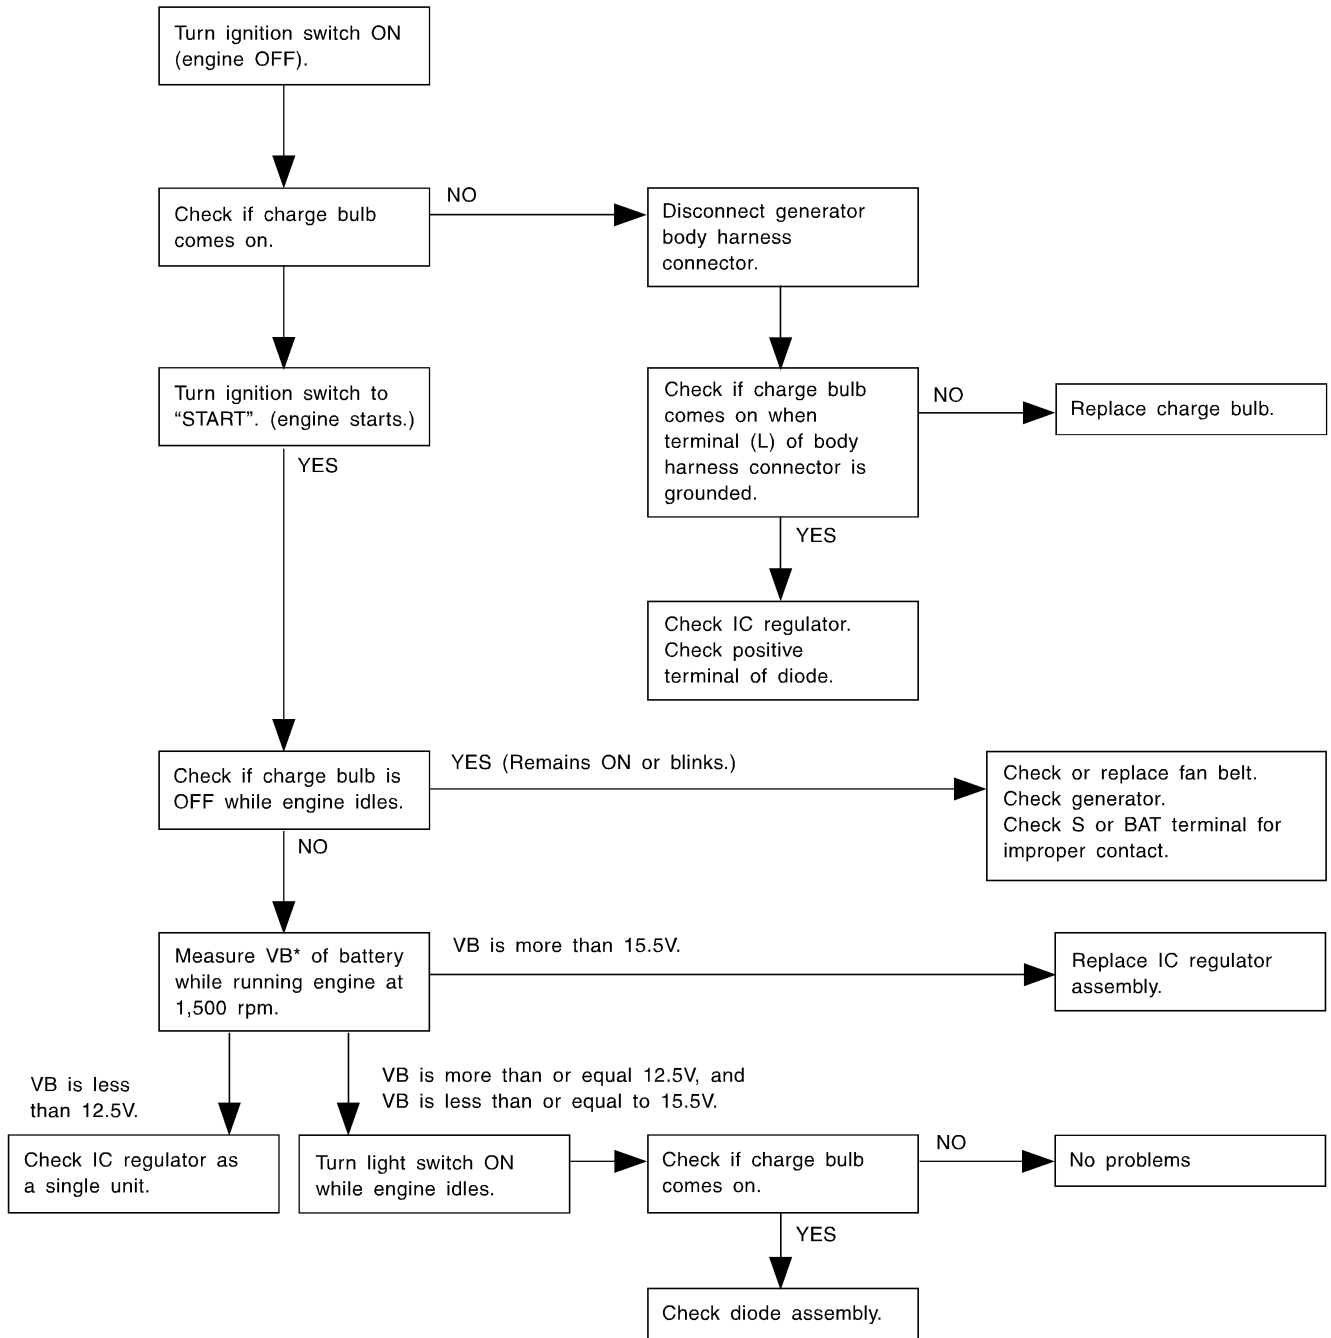 Turn ignition switch ON
(engine OFF).
Check if charge bulb
comes on.
NO
Disconnect generator
body harness
connector.
Turn ignition switch to
“START”. (engine starts.)
YES
Check if charge bulb
comes on when
terminal (L) of body
harness connector is
grounded.
NO
Replace charge bulb.
YES
Check IC regulator.
Check positive
terminal of diode.
Check if charge bulb is
OFF while engine idles.
YES (Remains ON or blinks.)
Check or replace fan belt.
Check generator.
Check S or BAT terminal for
improper contact.
NO
Measure VB* of battery
while running engine at
1,500 rpm.
VB is more than 15.5V.
Replace IC regulator
assembly.
VB is less
than 12.5V.
VB is more than or equal 12.5V, and
VB is less than or equal to 15.5V.
Check IC regulator as
a single unit.
Turn light switch ON
while engine idles.
Check if charge bulb
comes on.
NO
No problems
YES
Check diode assembly.